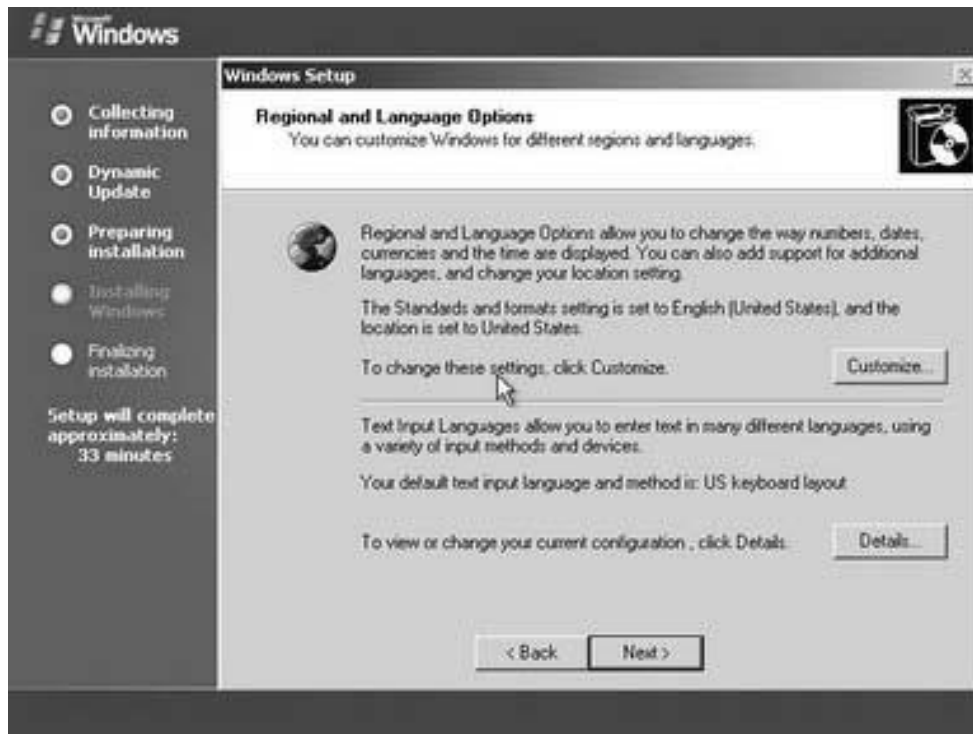 Microsoft
Windows
Collecting
information
Dynamic
Update
Preparing
installation
Installing
Windows
Finalizing
installation
Setup will complete
approximately:
33 minutes
Windows Setup
Regional and Language Options
You can customize Windows for different regions and languages.
Regional and Language Options allow you to change the way numbers, dates,
currencies and the time are displayed. You can also add support for additional
languages, and change your location setting.
The Standards and formats setting is set to English (United States), and the
location is set to United States.
To change these settings, click Customize.
Customize...
Text Input Languages allow you to enter text in many different languages, using
a variety of input methods and devices.
Your default text input language and method is: US keyboard layout
To view or change your current configuration , click Details.
Details...
< Back
Next >